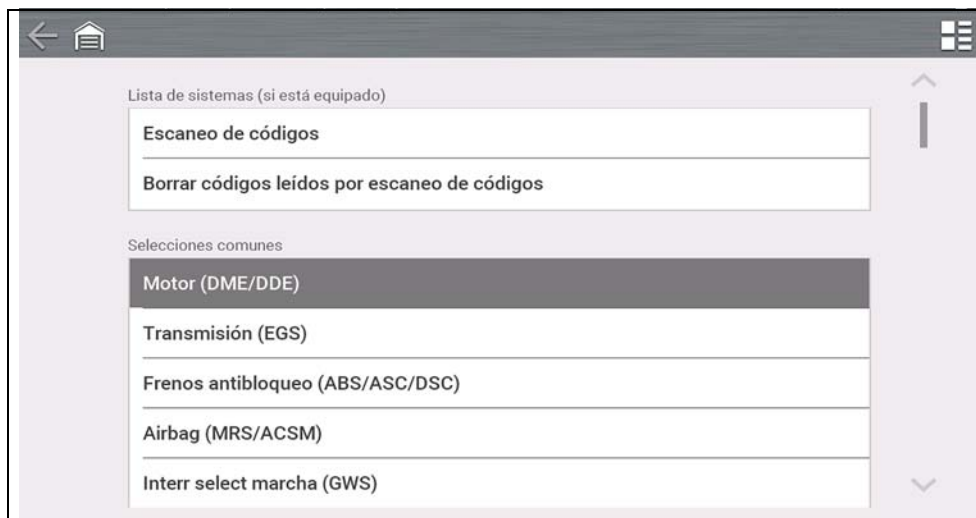 Lista de sistemas (si está equipado)
Escaneo de códigos
Borrar códigos leídos por escaneo de códigos
Selecciones comunes
Motor (DME/DDE)
Transmisión (EGS)
Frenos antibloqueo (ABS/ASC/DSC)
Airbag (MRS/ACSM)
Interr select marcha (GWS)